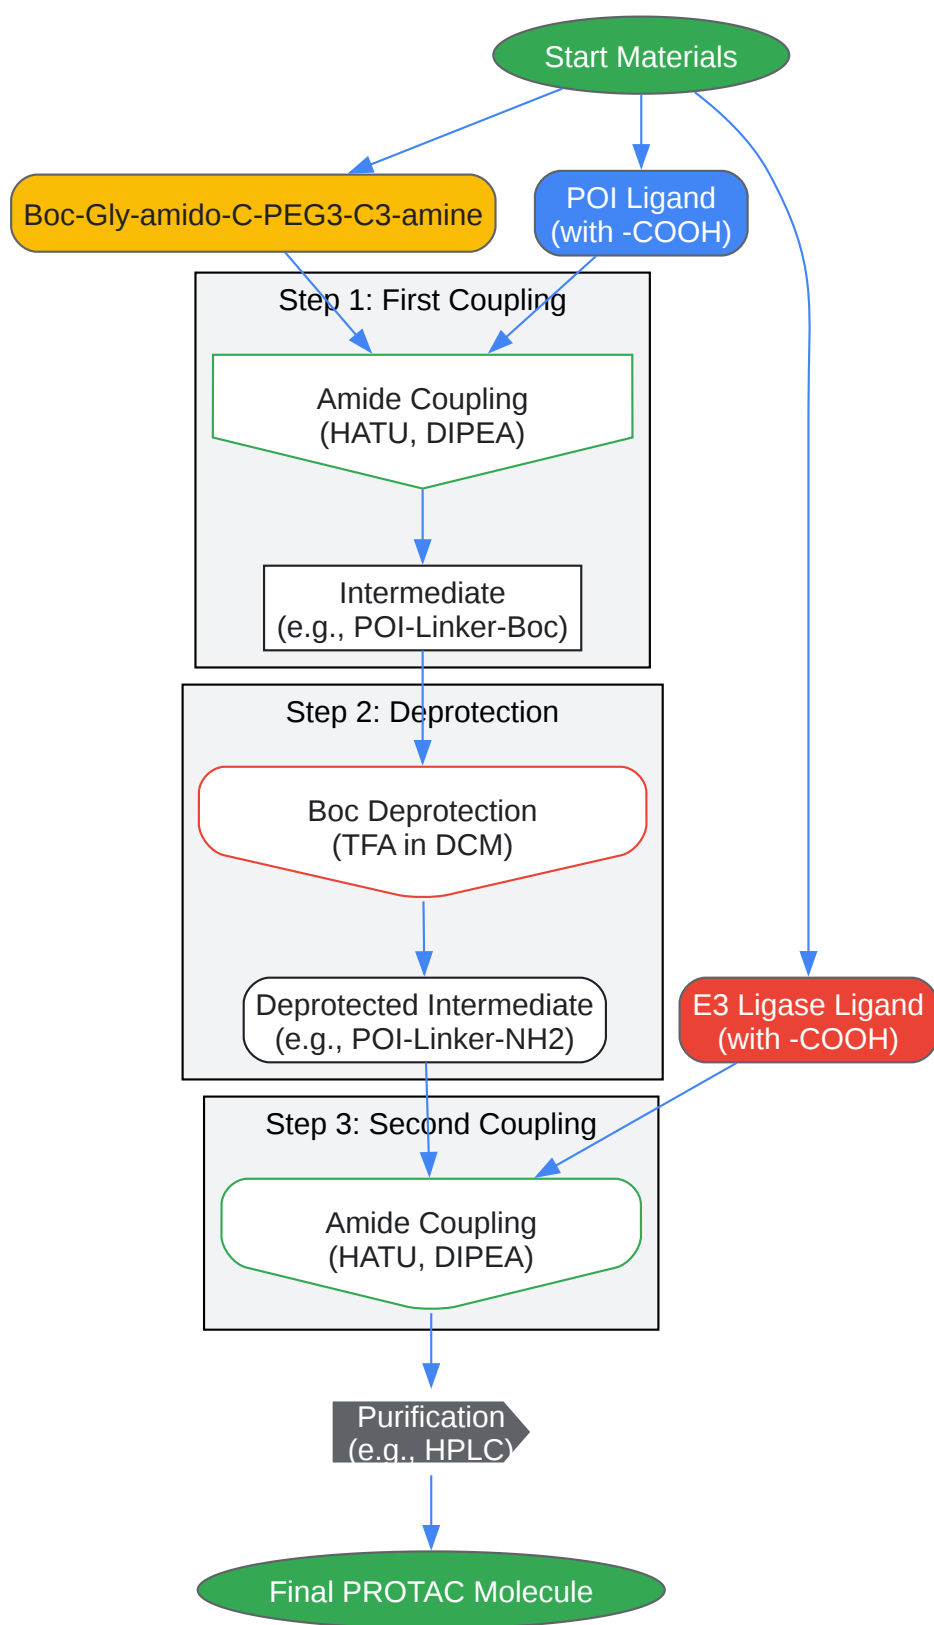 Start Materials
Boc-Gly-amido-C-PEG3-C3-amine
POI Ligand
(with -COOH)
Step 1: First Coupling
Amide Coupling
(HATU, DIPEA)
Intermediate
(e.g., POI-Linker-Boc)
Step 2: Deprotection
Boc Deprotection
(TFA in DCM)
Deprotected Intermediate
(e.g., POI-Linker-NH2)
E3 Ligase Ligand
(with -COOH)
Step 3: Second Coupling
Amide Coupling
(HATU, DIPEA)
Purification
(e.g., HPLC)
Final PROTAC Molecule